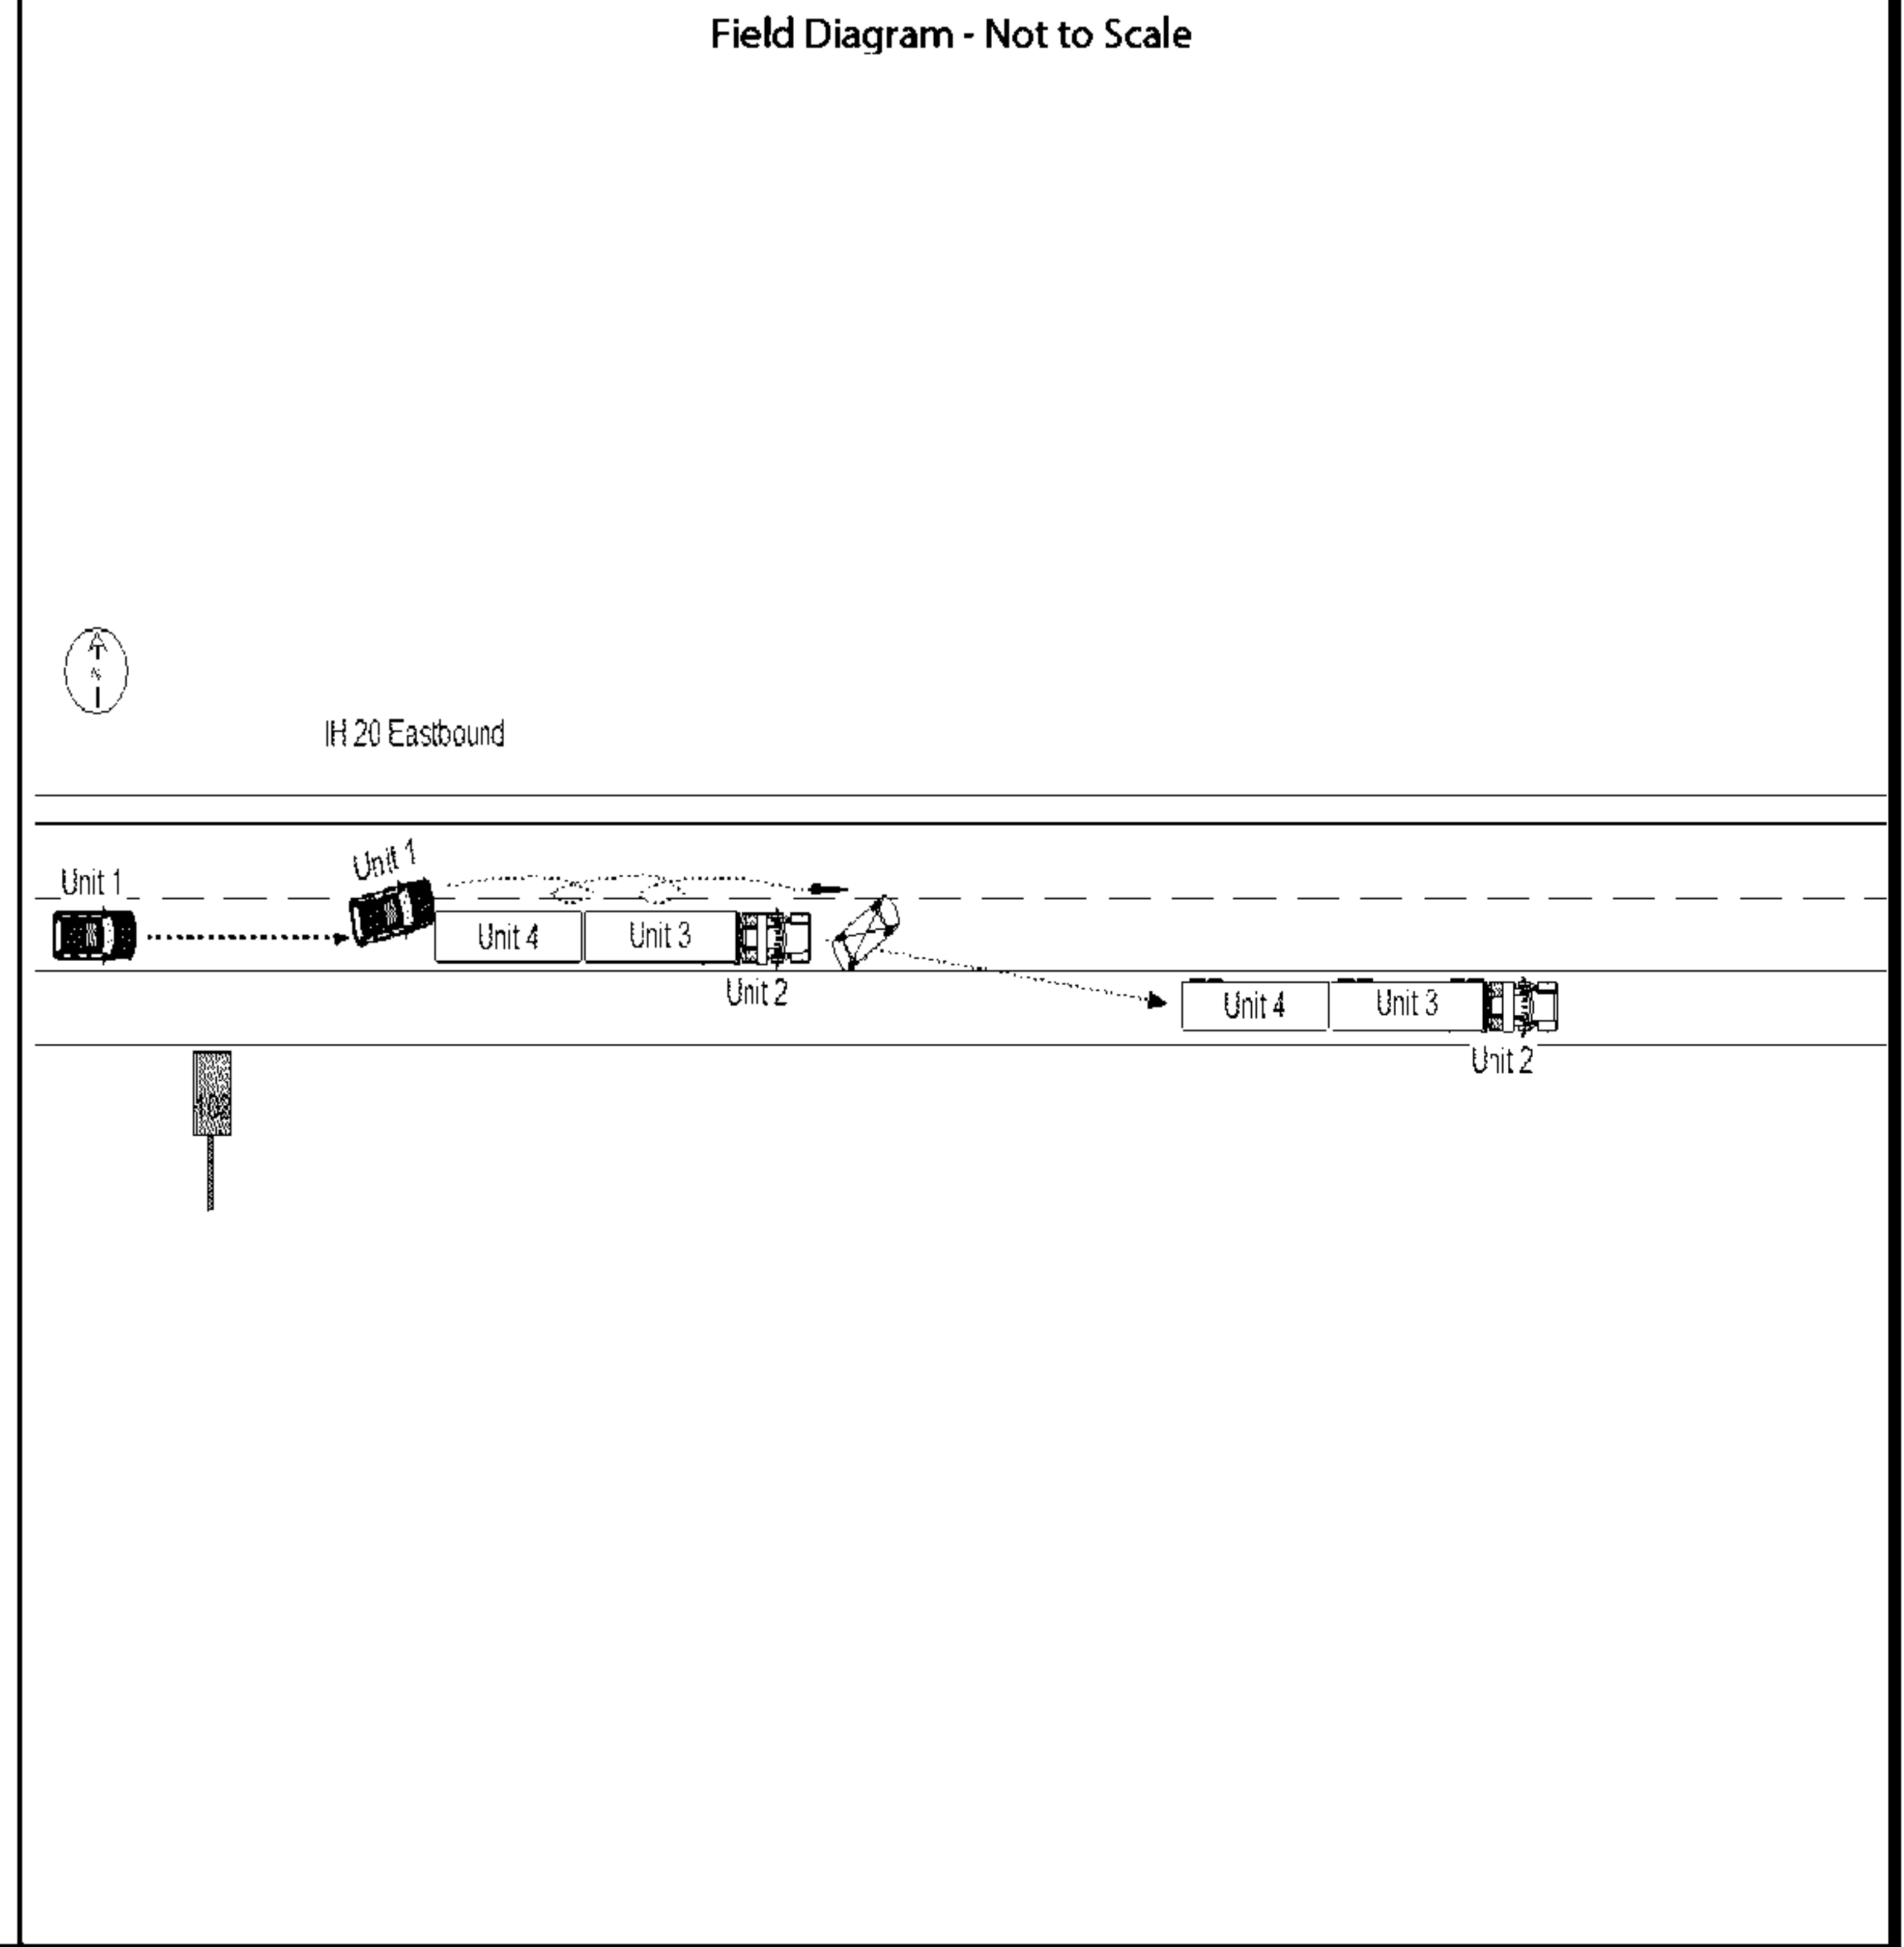 Field Diagram - Not to Scale
N
IH 20 Eastbound
Unit 1
Unit 1
Unit 4
Unit 3
Unit 2
Unit 4
Unit 3
Unit 2